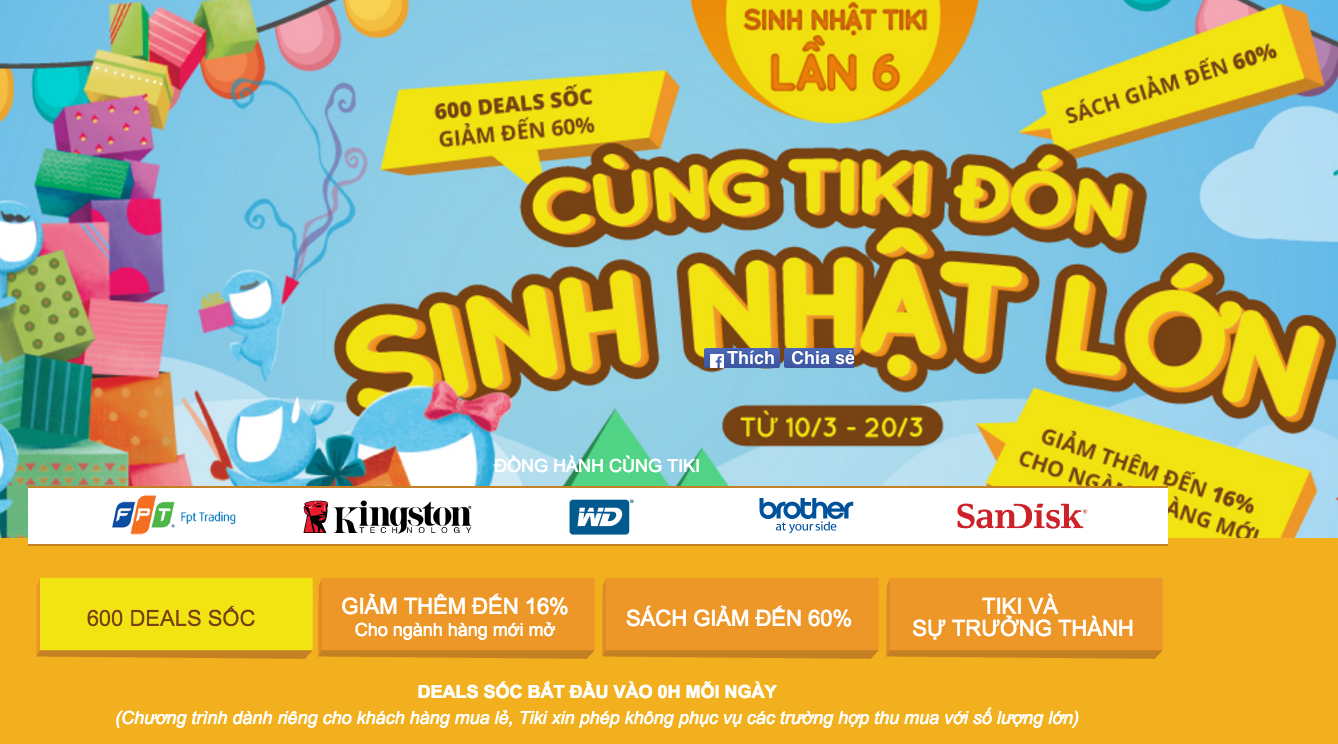 SINH NHẬT TIKI
LẦN 6
600 DEALS SỐC
GIẢM ĐẾN 60%
SÁCH GIẢM ĐẾN 60%
CÙNG TIKI ĐÓN
SINH NHẬT LỚN
Thích Chia sẻ
TỪ 10/3 - 20/3
GIẢM THÊM ĐẾN 16%
CHO NGÀNH HÀNG MỚI
ĐỒNG HÀNH CÙNG TIKI
FPT Fpt Trading
Kingston
TECHNOLOGY
WD
brother
at your side
SanDisk
600 DEALS SỐC
GIẢM THÊM ĐẾN 16%
Cho ngành hàng mới mở
SÁCH GIẢM ĐẾN 60%
TIKI VÀ
SỰ TRƯỞNG THÀNH
DEALS SỐC BẮT ĐẦU VÀO 0H MỖI NGÀY
(Chương trình dành riêng cho khách hàng mua lẻ, Tiki xin phép không phục vụ các trường hợp thu mua với số lượng lớn)